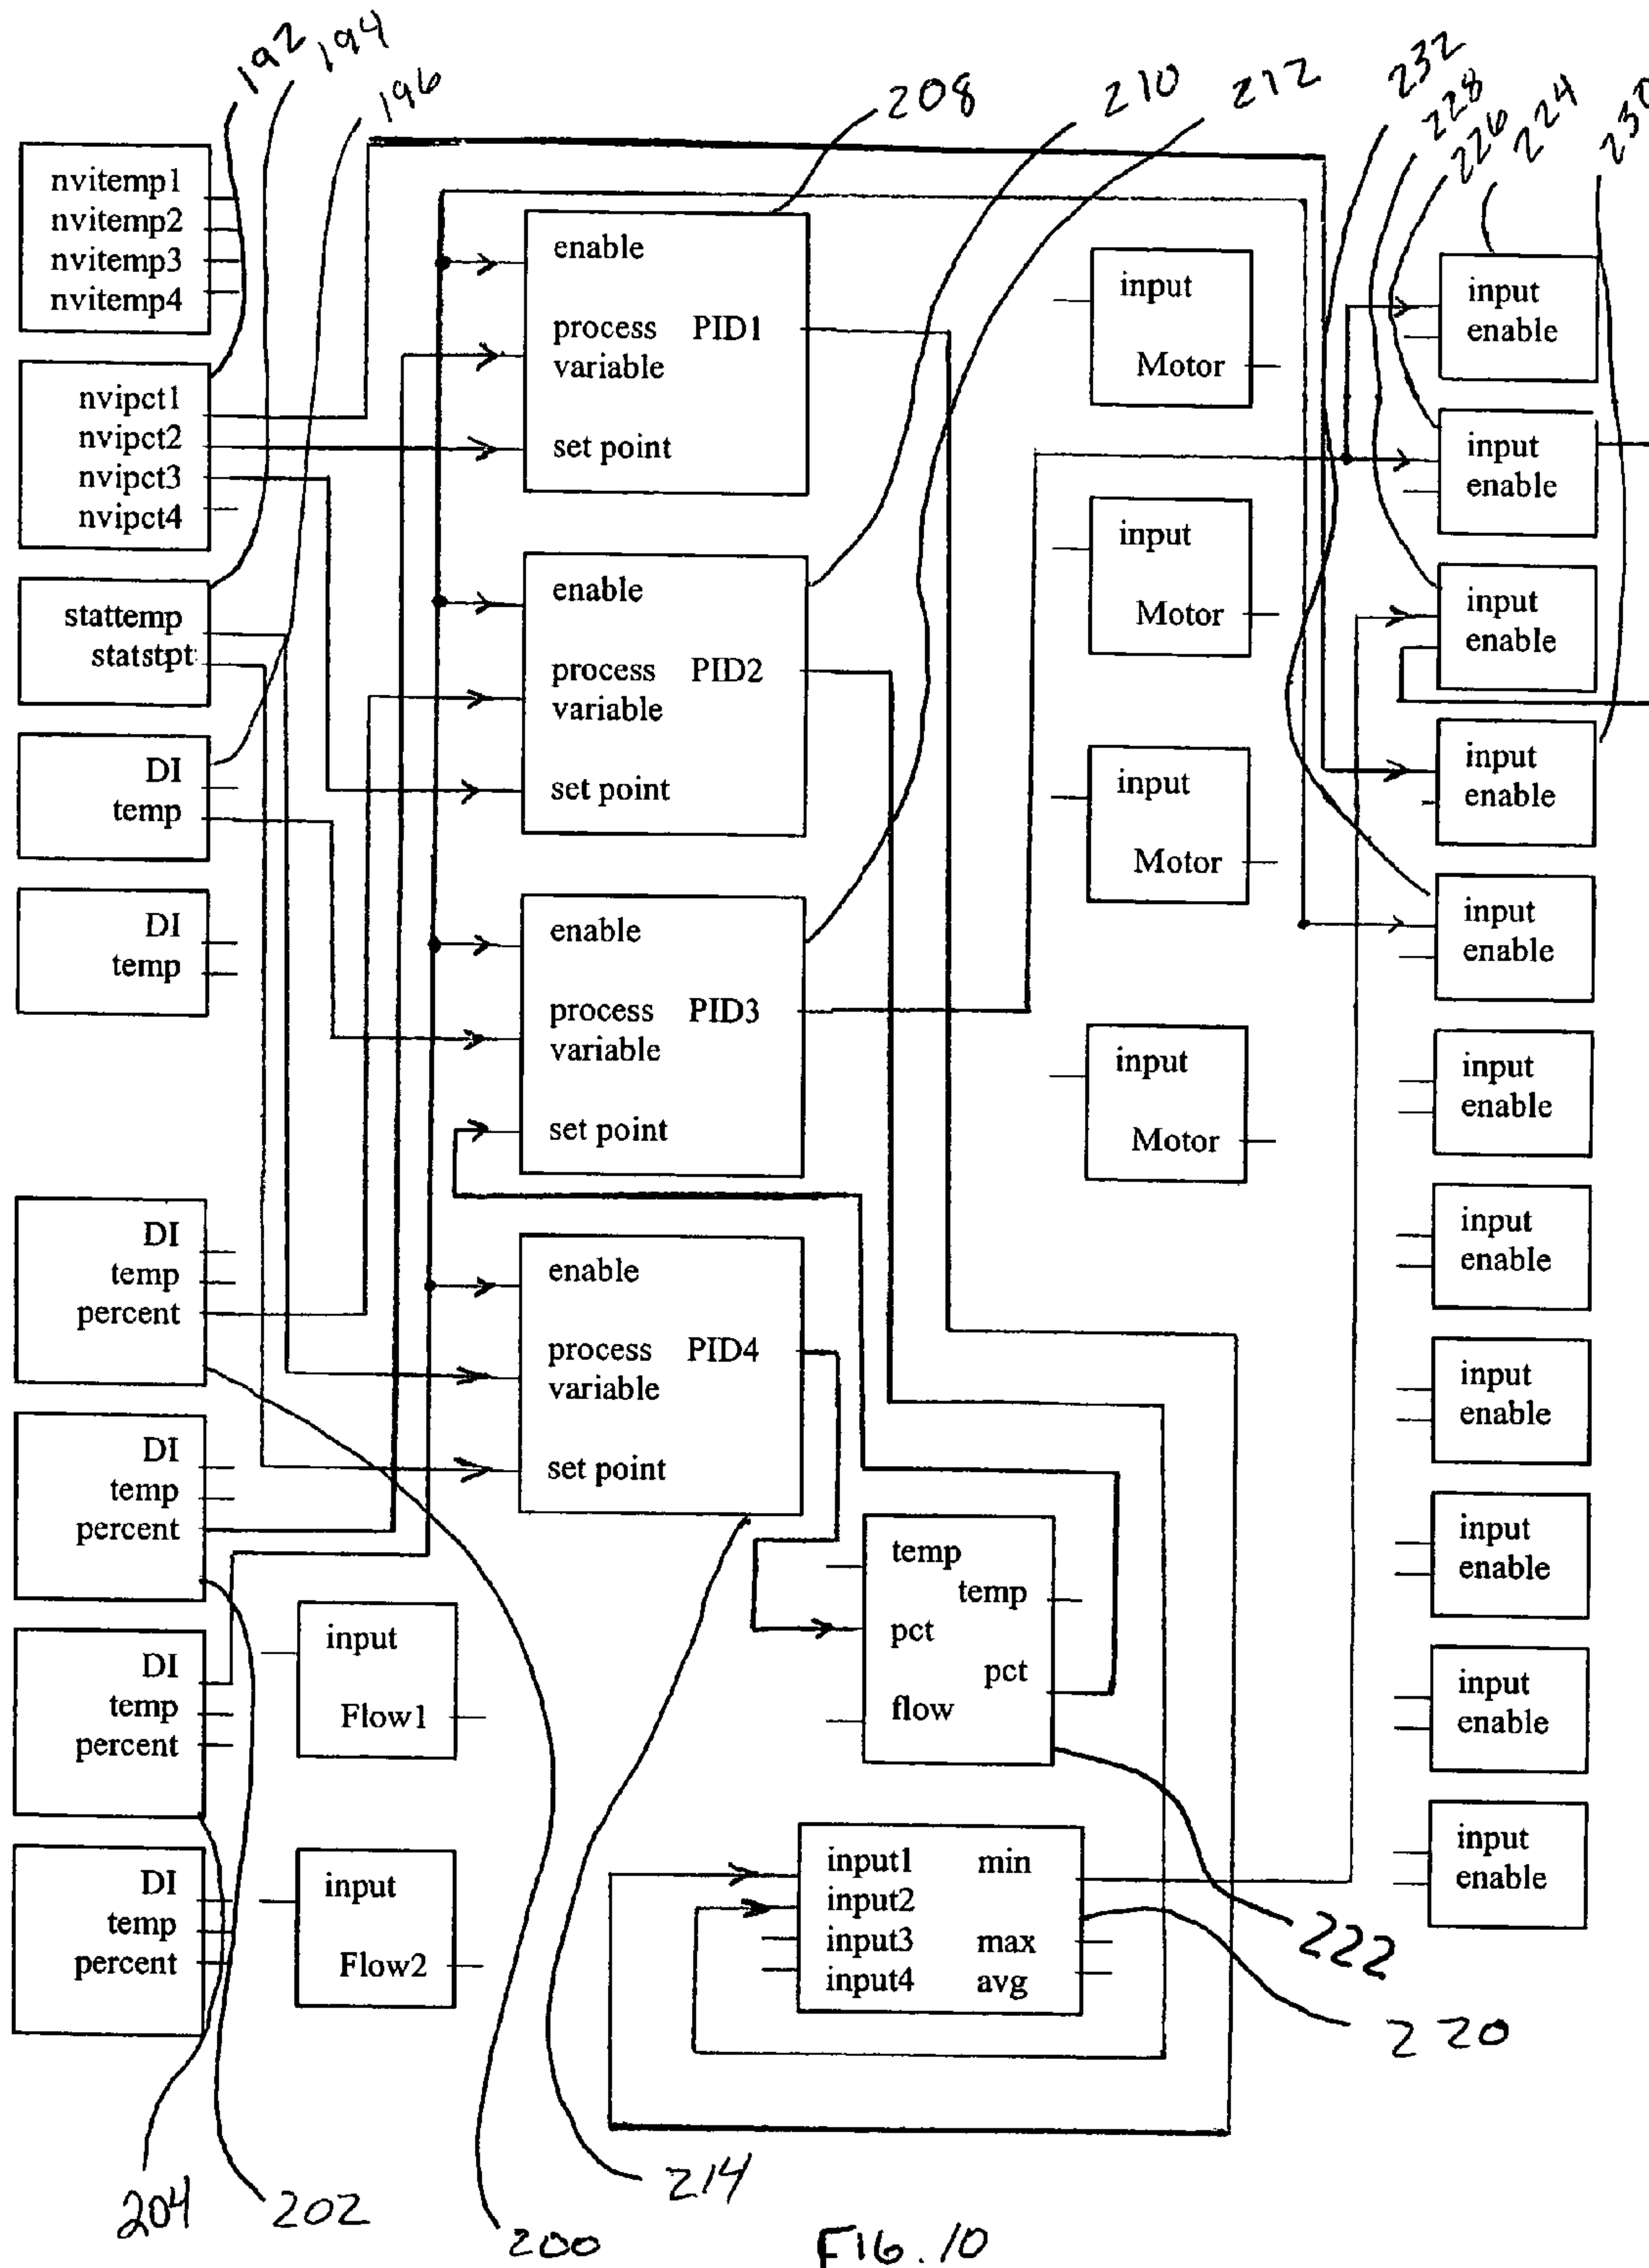 192
194
196
208
210
212
232
228
226
224
nvitemp1
nvitemp2
nvitemp3
nvitemp4
nvipct1
nvipct2
nvipct3
nvipct4
stattemp
statstpt
DI
temp
DI
temp
DI
temp
percent
DI
temp
percent
DI
temp
percent
DI
temp
percent
input
Flow1
input
Flow2
enable
process PID1
variable
set point
enable
process PID2
variable
set point
enable
process PID3
variable
set point
enable
process PID4
variable
set point
temp
temp
pct
pct
flow
input1 min
input2
input3 max
input4 avg
input
Motor
input
Motor
input
Motor
input
Motor
input
enable
input
enable
input
enable
input
enable
input
enable
input
enable
input
enable
input
enable
input
enable
input
enable
input
enable
222
220
214
204
202
200
FIG. 10